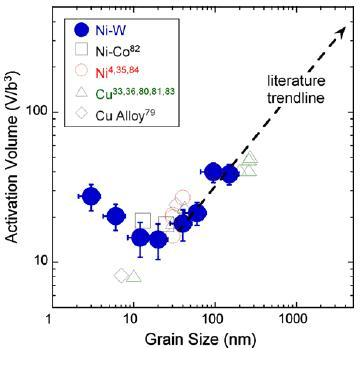 Ni-W
Ni-Co82
Ni4,35,84
Cu33,36,80,81,83
Cu Alloy79
literature
trendline
Activation Volume (V/b3)
100
10
1
10
100
1000
Grain Size (nm)